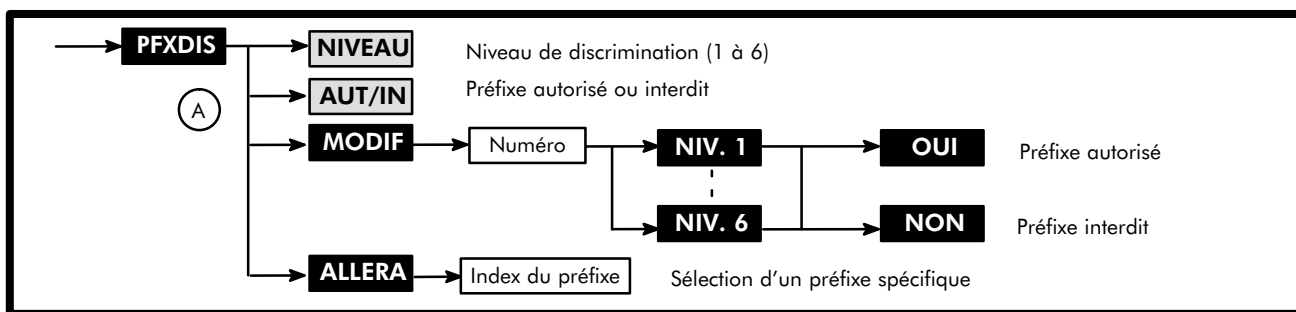 PFXDIS
NIVEAU
Niveau de discrimination (1 à 6)
A
AUT/IN
Préfixe autorisé ou interdit
MODIF
Numéro
NIV. 1
OUI
Préfixe autorisé
NIV. 6
NON
Préfixe interdit
ALLERA
Index du préfixe
Sélection d’un préfixe spécifique